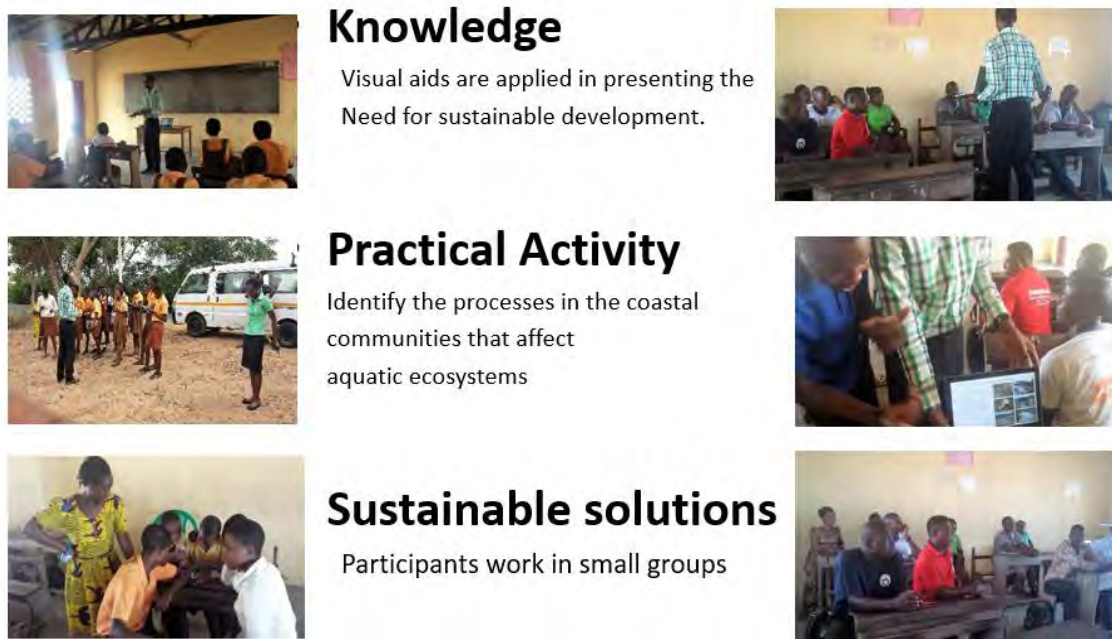 Knowledge
Visual aids are applied in presenting the
Need for sustainable development.
Practical Activity
Identify the processes in the coastal
communities that affect
aquatic ecosystems
Sustainable solutions
Participants work in small groups